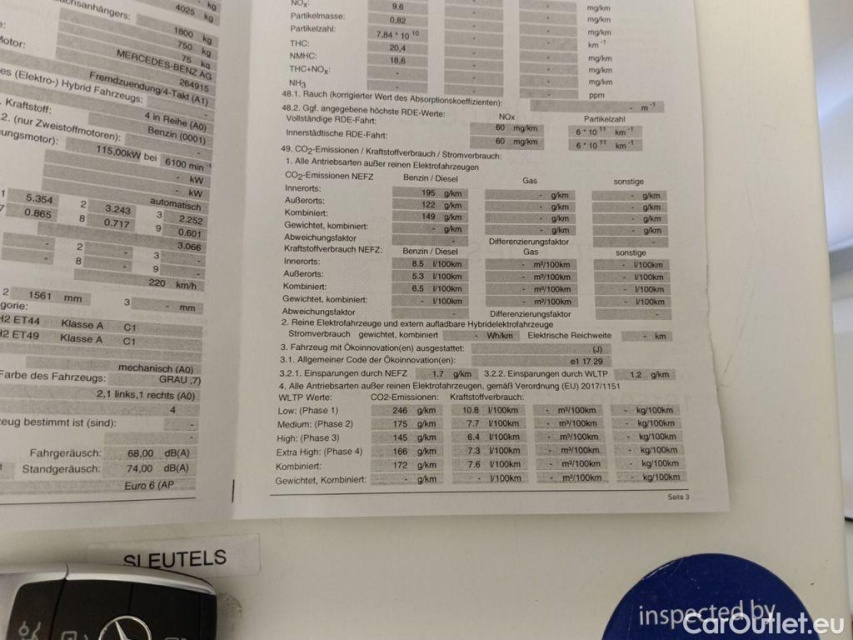 4025 kg
1800 kg
750 kg
75 kg
MERCEDES-BENZ AG
264915
Fremdzuendung/4-Takt (A1)
es (Elektro-) Hybrid Fahrzeugs:
4 in Reihe (A0)
Kraftstoff:
Benzin (0001)
2. (nur Zweistoffmotoren):
115,00kW bei 6100 min⁻¹
- kW
- kW
automatisch
1 5.354 2 3.243 3 2.252
7 0.865 8 0.717 9 0.601
3.066
- 2 - 3 -
- 8 - 9 -
220 km/h
2 1561 mm 3 - mm
gorie:
H2 ET44 Klasse A C1
H2 ET49 Klasse A C1
mechanisch (A0)
Farbe des Fahrzeugs: GRAU ,7)
2,1 links,1 rechts (A0)
4
zeug bestimmt ist (sind): -
Fahrgeräusch: 68,00 dB(A)
Standgeräusch: 74,00 dB(A)
Euro 6 (AP
NOx: 9,6 - - mg/km
Partikelmasse: 0,82 - - mg/km
Partikelzahl: 7,84 * 10 ¹⁰ - - km⁻¹
THC: 20,4 - - mg/km
NMHC: 18,6 - - mg/km
THC+NOx: - - - mg/km
NH3 - - - ppm
48.1. Rauch (korrigierter Wert des Absorptionskoeffizienten): - m⁻¹
48.2. Ggf. angegebene höchste RDE-Werte: NOx Partikelzahl
Vollständige RDE-Fahrt: 60 mg/km 6 * 10 ¹¹ km⁻¹
Innerstädtische RDE-Fahrt: 60 mg/km 6 * 10 ¹¹ km⁻¹
49. CO2-Emissionen / Kraftstoffverbrauch / Stromverbrauch:
1. Alle Antriebsarten außer reinen Elektrofahrzeugen
CO2-Emissionen NEFZ Benzin / Diesel Gas sonstige
Innerorts: 195 g/km - g/km - g/km
Außerorts: 122 g/km - g/km - g/km
Kombiniert: 149 g/km - g/km - g/km
Gewichtet, kombiniert: - g/km - g/km - g/km
Abweichungsfaktor - Differenzierungsfaktor -
Kraftstoffverbrauch NEFZ: Benzin / Diesel Gas sonstige
Innerorts: 8.5 l/100km - m³/100km - l/100km
Außerorts: 5.3 l/100km - m³/100km - l/100km
Kombiniert: 6.5 l/100km - m³/100km - l/100km
Gewichtet, kombiniert: - l/100km - m³/100km - l/100km
Abweichungsfaktor - Differenzierungsfaktor -
2. Reine Elektrofahrzeuge und extern aufladbare Hybridelektrofahrzeuge
Stromverbrauch gewichtet, kombiniert - Wh/km Elektrische Reichweite - km
3. Fahrzeug mit Ökoinnovation(en) ausgestattet: (J)
3.1. Allgemeiner Code der Ökoinnovation(en): e1 17 29
3.2.1. Einsparungen durch NEFZ 1.7 g/km 3.2.2. Einsparungen durch WLTP 1.2 g/km
4. Alle Antriebsarten außer reinen Elektrofahrzeugen, gemäß Verordnung (EU) 2017/1151
WLTP Werte: CO2-Emissionen: Kraftstoffverbrauch:
Low: (Phase 1) 246 g/km 10.8 l/100km - m³/100km - kg/100km
Medium: (Phase 2) 175 g/km 7.7 l/100km - m³/100km - kg/100km
High: (Phase 3) 145 g/km 6.4 l/100km - m³/100km - kg/100km
Extra High: (Phase 4) 166 g/km 7.3 l/100km - m³/100km - kg/100km
Kombiniert: 172 g/km 7.6 l/100km - m³/100km - kg/100km
Gewichtet, Kombiniert: - g/km - l/100km - m³/100km - kg/100km
Seite 3
SLEUTELS
inspected by
CarOutlet.eu